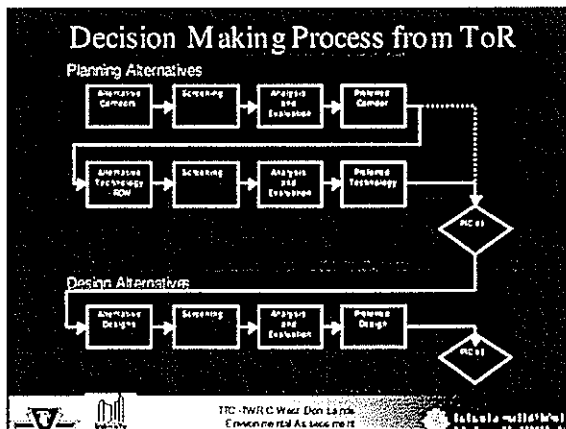 Decision Making Process from ToR
Planning Alternatives
Alternative
Corridors
Screening
Analysis
and
Evaluation
Preferred
Corridor
Alternative
Technology
- ROW
Screening
Analysis
and
Evaluation
Preferred
Technology
PIC #1
Design Alternatives
Alternative
Designs
Screening
Analysis
and
Evaluation
Preferred
Design
PIC
TTC - TWRC West Don Lands
Environmental Assessment